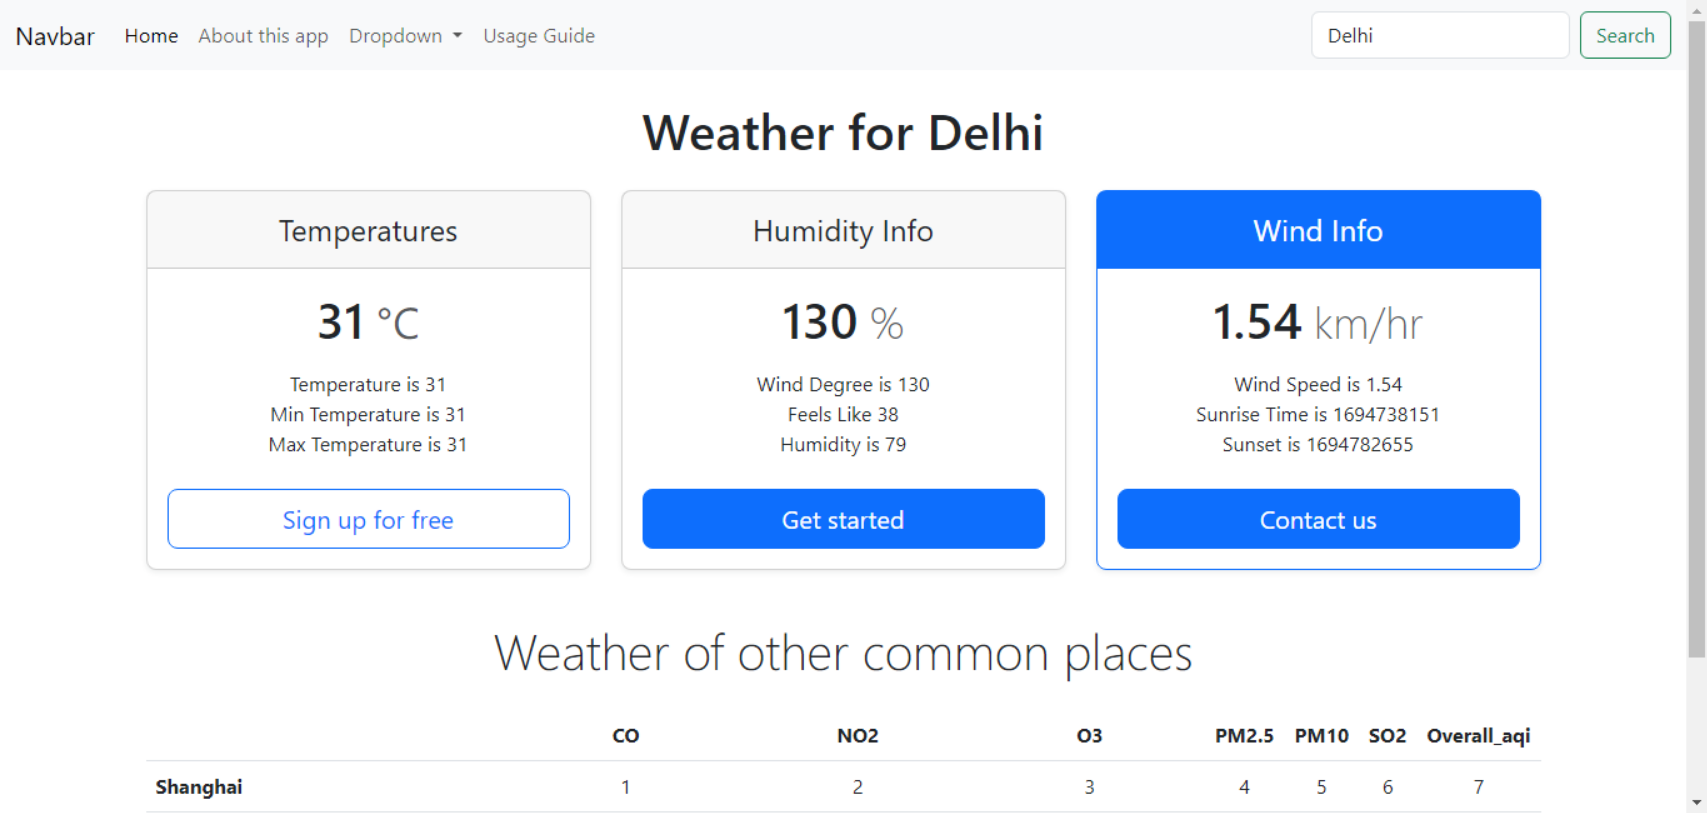 Navbar Home About this app Dropdown Usage Guide Delhi Search
Weather for Delhi
Temperatures
31 °C
Temperature is 31
Min Temperature is 31
Max Temperature is 31
Sign up for free
Humidity Info
130 %
Wind Degree is 130
Feels Like 38
Humidity is 79
Get started
Wind Info
1.54 km/hr
Wind Speed is 1.54
Sunrise Time is 1694738151
Sunset is 1694782655
Contact us
Weather of other common places
CO NO2 O3 PM2.5 PM10 SO2 Overall_aqi
Shanghai 1 2 3 4 5 6 7